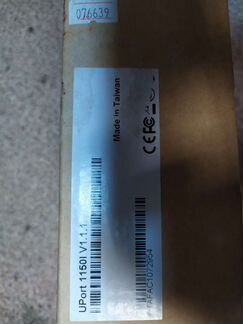 076639
UPort 1150I V1.1.1
Made in Taiwan
CE FC